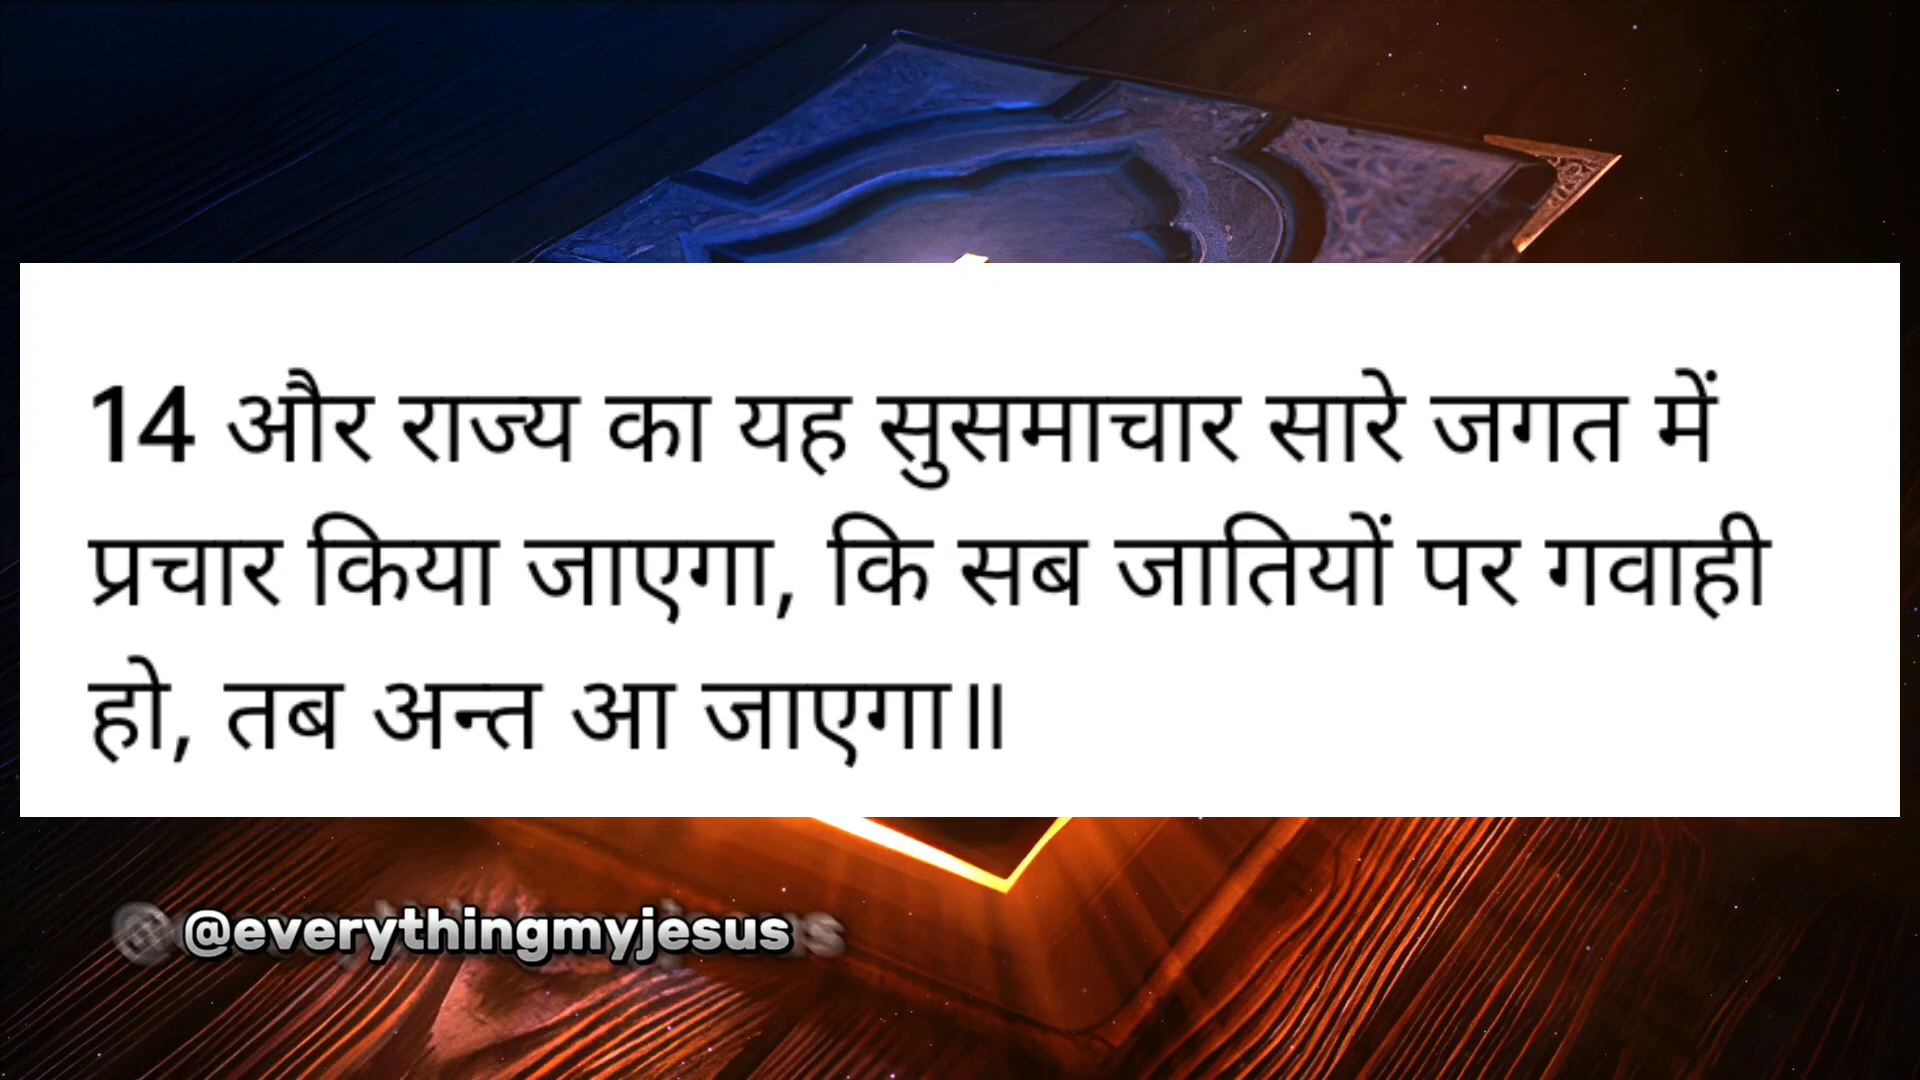 14 और राज्य का यह सुसमाचार सारे जगत में
प्रचार किया जाएगा, कि सब जातियों पर गवाही
हो, तब अन्त आ जाएगा॥
@everythingmyjesus